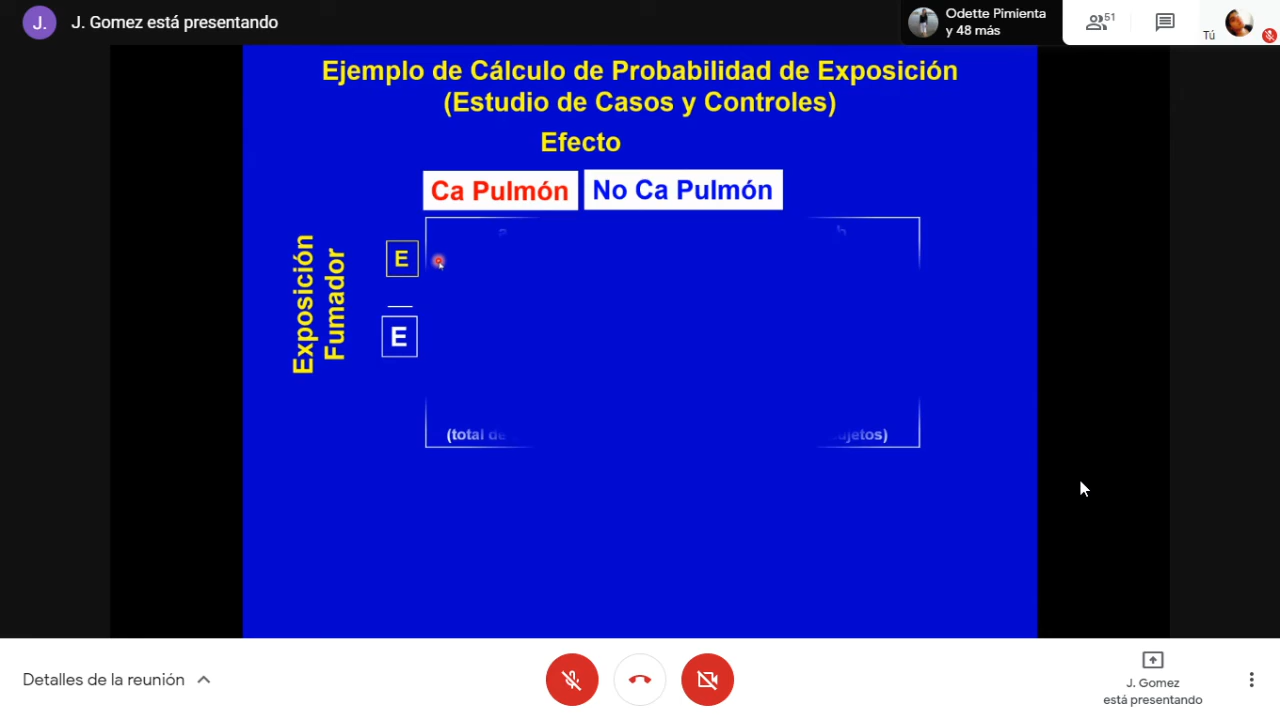 J.
J. Gomez está presentando
Odette Pimienta
y 48 más
51
Tú
Ejemplo de Cálculo de Probabilidad de Exposición
(Estudio de Casos y Controles)
Efecto
Ca Pulmón
No Ca Pulmón
Exposición
Fumador
E
a
b
E
(total de
ujetos)
Detalles de la reunión
J. Gomez
está presentando